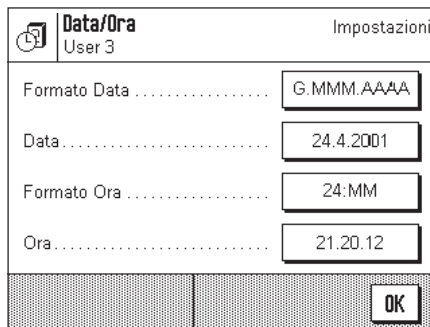 Data/Ora
Impostazioni
User 3
Formato Data ................. G.MMM.AAAA
Data .......................... 24.4.2001
Formato Ora .................. 24:MM
Ora ........................... 21.20.12
OK